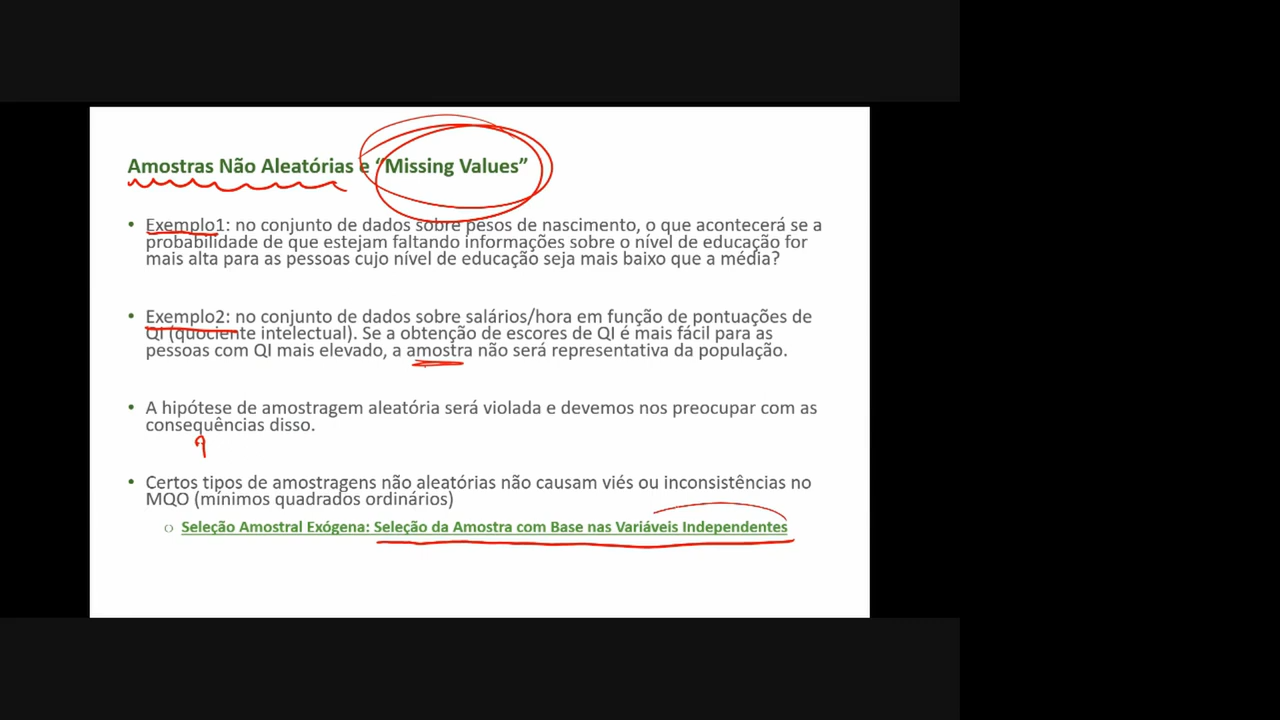 Amostras Não Aleatórias e “Missing Values”
• Exemplo1: no conjunto de dados sobre pesos de nascimento, o que acontecerá se a
probabilidade de que estejam faltando informações sobre o nível de educação for
mais alta para as pessoas cujo nível de educação seja mais baixo que a média?
• Exemplo2: no conjunto de dados sobre salários/hora em função de pontuações de
QI (quociente intelectual). Se a obtenção de escores de QI é mais fácil para as
pessoas com QI mais elevado, a amostra não será representativa da população.
• A hipótese de amostragem aleatória será violada e devemos nos preocupar com as
consequências disso.
• Certos tipos de amostragens não aleatórias não causam viés ou inconsistências no
MQO (mínimos quadrados ordinários)
o Seleção Amostral Exógena: Seleção da Amostra com Base nas Variáveis Independentes